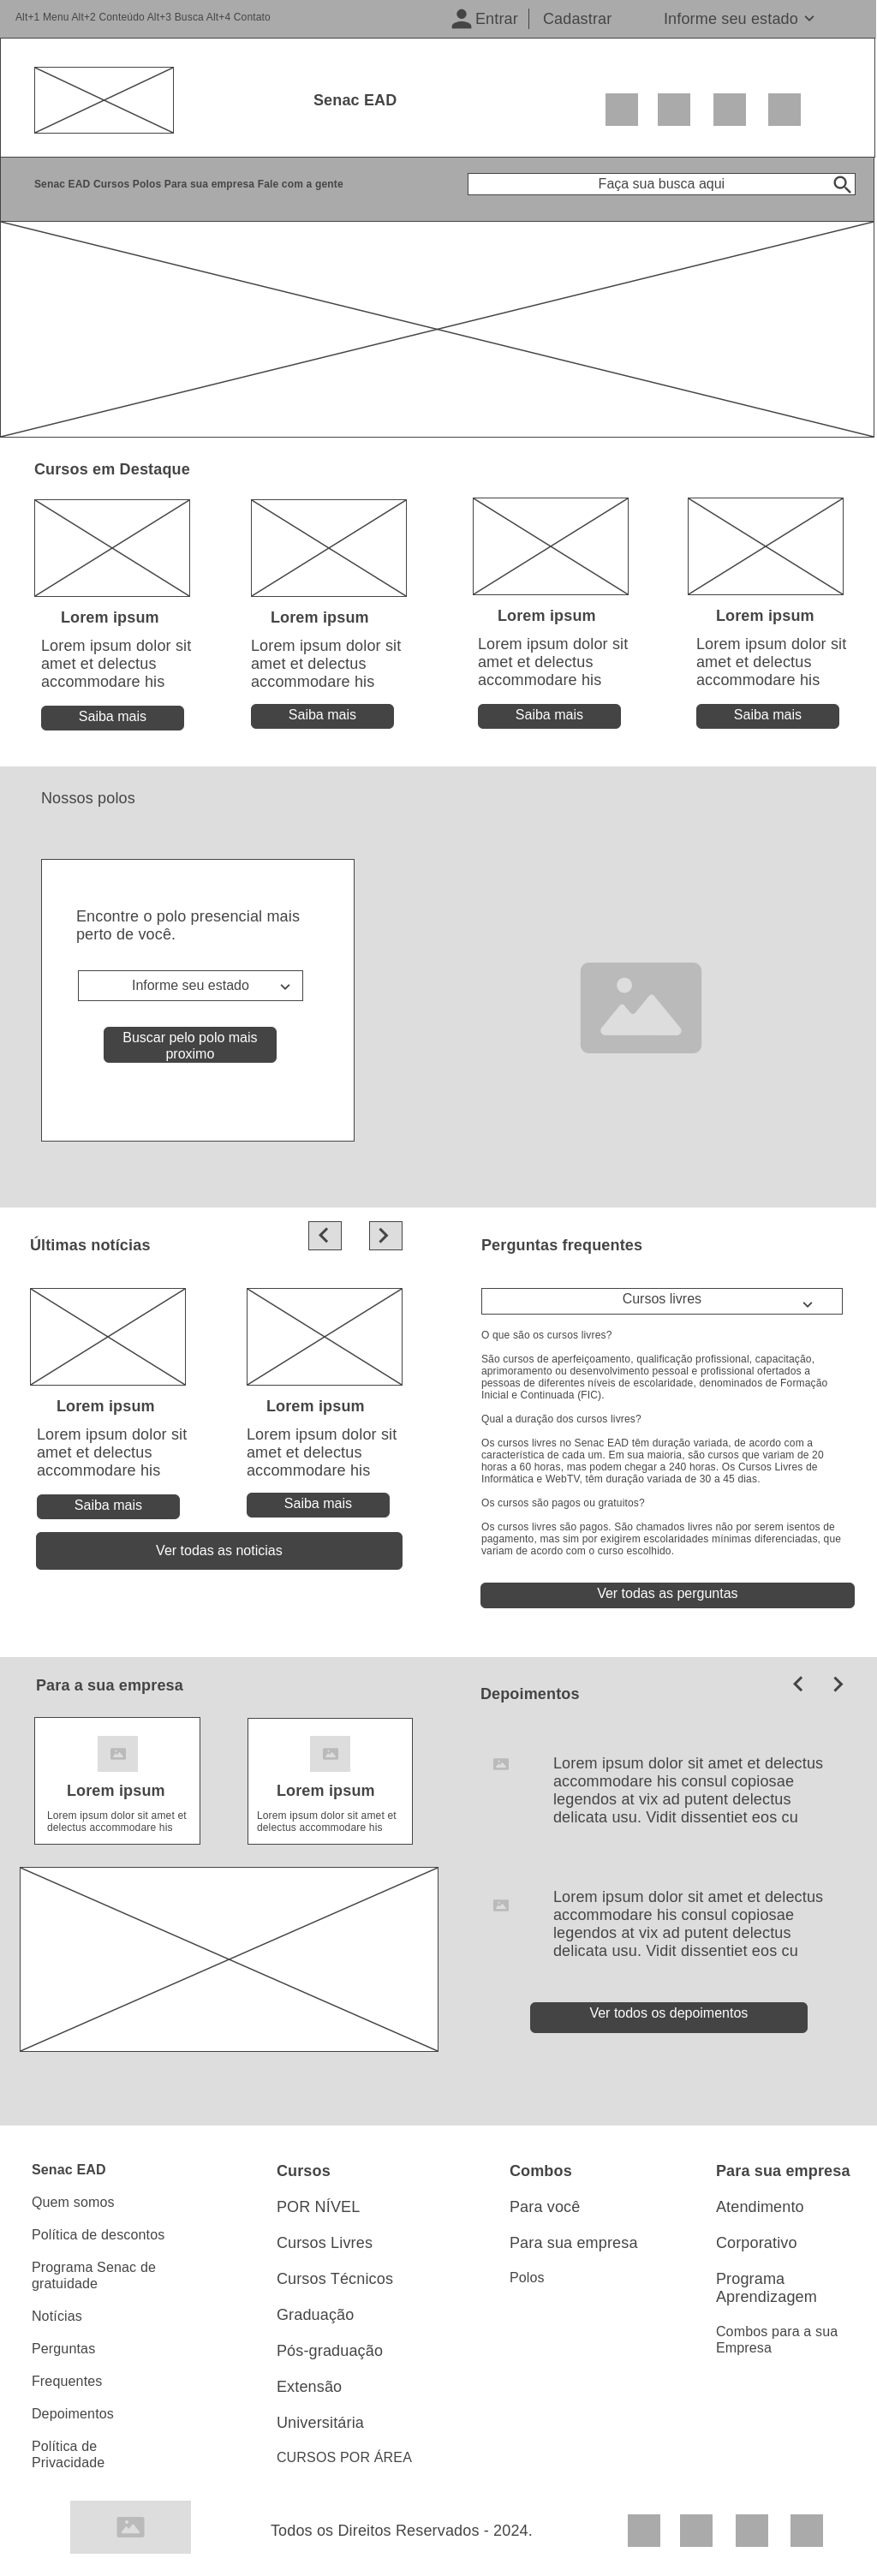 Alt+1 Menu Alt+2 Conteúdo Alt+3 Busca Alt+4 Contato
Entrar
Cadastrar
Informe seu estado
Senac EAD
Senac EAD Cursos Polos Para sua empresa Fale com a gente
Faça sua busca aqui
Cursos em Destaque
Lorem ipsum
Lorem ipsum dolor sit
amet et delectus
accommodare his
Saiba mais
Lorem ipsum
Lorem ipsum dolor sit
amet et delectus
accommodare his
Saiba mais
Lorem ipsum
Lorem ipsum dolor sit
amet et delectus
accommodare his
Saiba mais
Lorem ipsum
Lorem ipsum dolor sit
amet et delectus
accommodare his
Saiba mais
Nossos polos
Encontre o polo presencial mais
perto de você.
Informe seu estado
Buscar pelo polo mais
proximo
Últimas notícias
Lorem ipsum
Lorem ipsum dolor sit
amet et delectus
accommodare his
Saiba mais
Lorem ipsum
Lorem ipsum dolor sit
amet et delectus
accommodare his
Saiba mais
Ver todas as noticias
Perguntas frequentes
Cursos livres
O que são os cursos livres?
São cursos de aperfeiçoamento, qualificação profissional, capacitação,
aprimoramento ou desenvolvimento pessoal e profissional ofertados a
pessoas de diferentes níveis de escolaridade, denominados de Formação
Inicial e Continuada (FIC).
Qual a duração dos cursos livres?
Os cursos livres no Senac EAD têm duração variada, de acordo com a
característica de cada um. Em sua maioria, são cursos que variam de 20
horas a 60 horas, mas podem chegar a 240 horas. Os Cursos Livres de
Informática e WebTV, têm duração variada de 30 a 45 dias.
Os cursos são pagos ou gratuitos?
Os cursos livres são pagos. São chamados livres não por serem isentos de
pagamento, mas sim por exigirem escolaridades mínimas diferenciadas, que
variam de acordo com o curso escolhido.
Ver todas as perguntas
Para a sua empresa
Lorem ipsum
Lorem ipsum dolor sit amet et
delectus accommodare his
Lorem ipsum
Lorem ipsum dolor sit amet et
delectus accommodare his
Depoimentos
Lorem ipsum dolor sit amet et delectus
accommodare his consul copiosae
legendos at vix ad putent delectus
delicata usu. Vidit dissentiet eos cu
Lorem ipsum dolor sit amet et delectus
accommodare his consul copiosae
legendos at vix ad putent delectus
delicata usu. Vidit dissentiet eos cu
Ver todos os depoimentos
Senac EAD
Quem somos
Política de descontos
Programa Senac de
gratuidade
Notícias
Perguntas
Frequentes
Depoimentos
Política de
Privacidade
Cursos
POR NÍVEL
Cursos Livres
Cursos Técnicos
Graduação
Pós-graduação
Extensão
Universitária
CURSOS POR ÁREA
Combos
Para você
Para sua empresa
Polos
Para sua empresa
Atendimento
Corporativo
Programa
Aprendizagem
Combos para a sua
Empresa
Todos os Direitos Reservados - 2024.